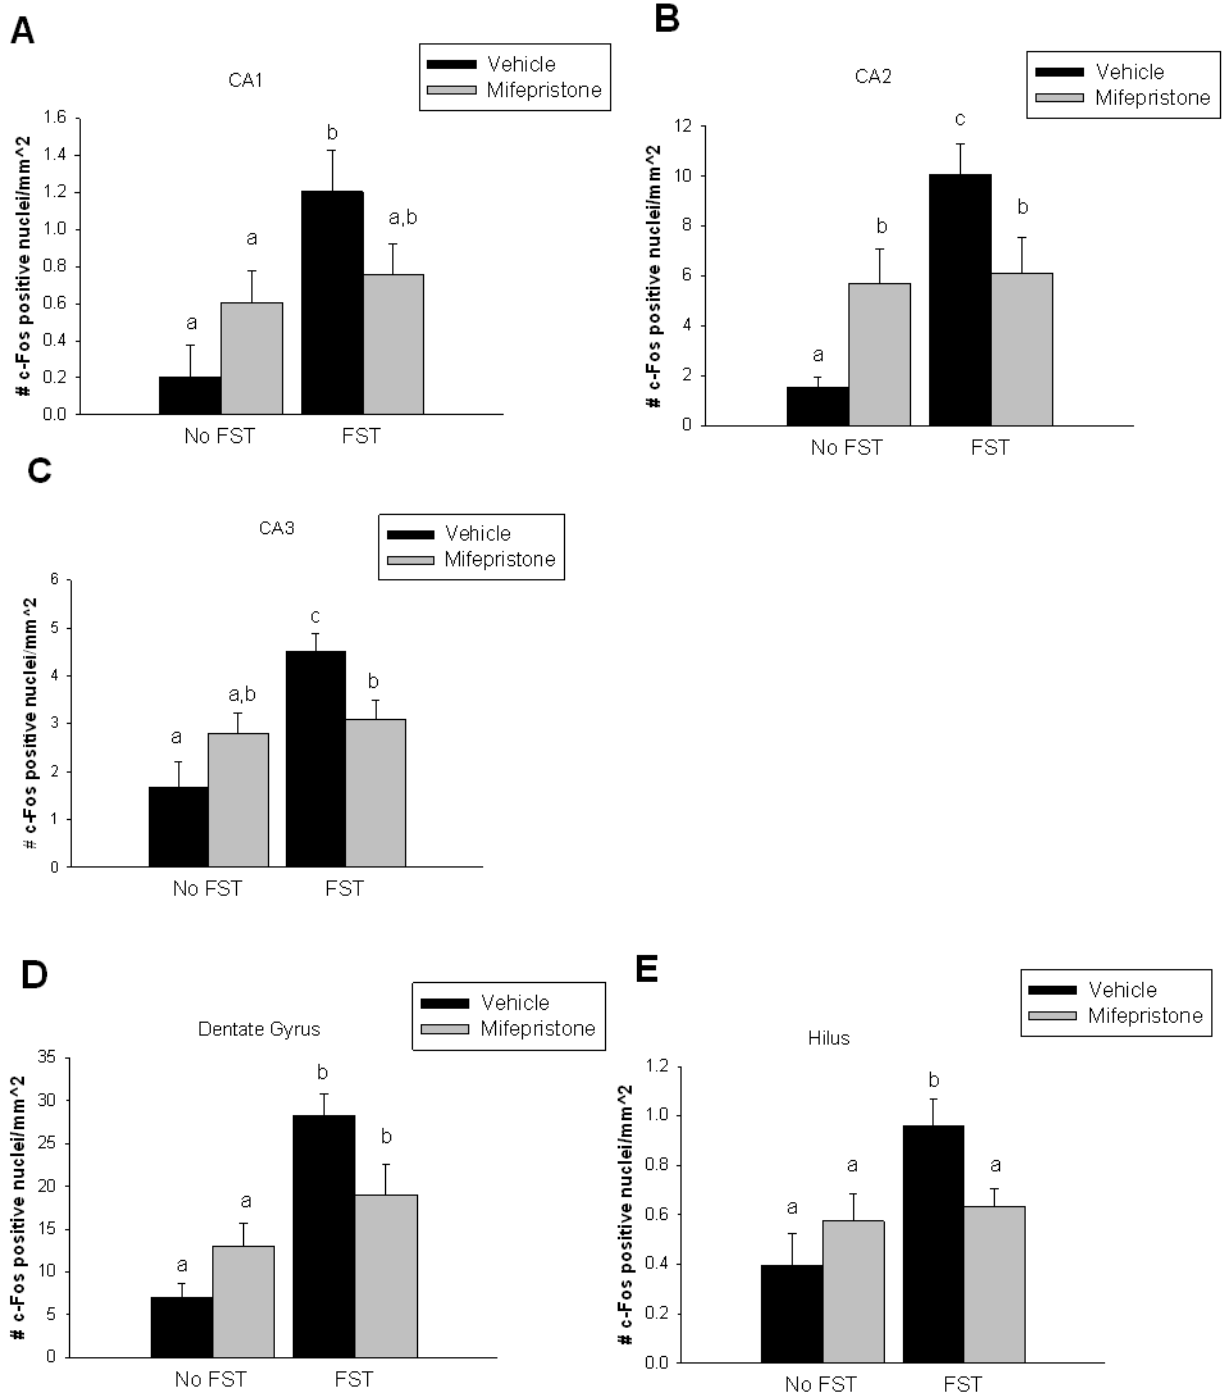 A
CA1
Vehicle
Mifepristone
# c-Fos positive nuclei/mm^2
1.6
1.4
1.2
1.0
0.8
0.6
0.4
0.2
0.0
a
a
b
a,b
No FST
FST
B
CA2
Vehicle
Mifepristone
# c-Fos positive nuclei/mm^2
12
10
8
6
4
2
0
a
b
c
b
No FST
FST
C
CA3
Vehicle
Mifepristone
# c-Fos positive nuclei/mm^2
6
5
4
3
2
1
0
a
a,b
c
b
No FST
FST
D
Dentate Gyrus
Vehicle
Mifepristone
# c-Fos positive nuclei/mm^2
35
30
25
20
15
10
5
0
a
a
b
b
No FST
FST
E
Hilus
Vehicle
Mifepristone
# c-Fos positive nuclei/mm^2
1.2
1.0
0.8
0.6
0.4
0.2
0.0
a
a
b
a
No FST
FST